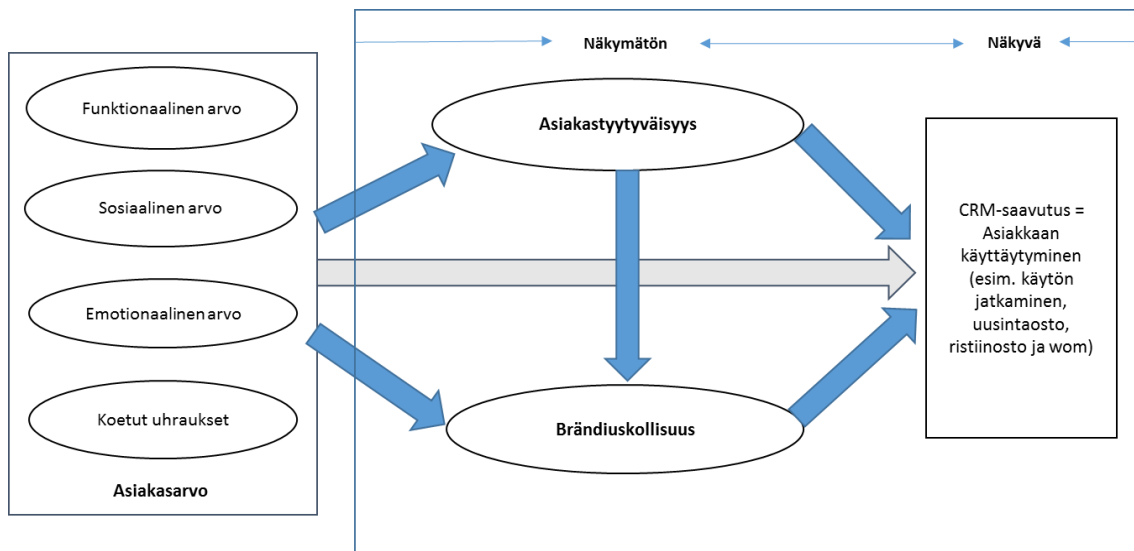 Näkymätön
Näkyvä
Funktionaalinen arvo
Sosiaalinen arvo
Emotionaalinen arvo
Koetut uhraukset
Asiakasarvo
Asiakastyytyväisyys
Brändiuskollisuus
CRM-saavutus =
Asiakkaan
käyttäytyminen
(esim. käytön
jatkaminen,
uusintaosto,
ristiinosto ja wom)